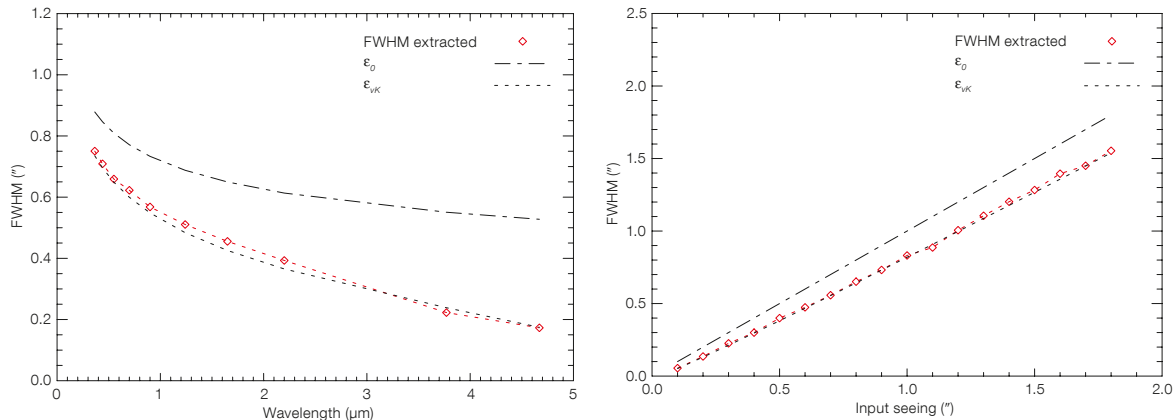 1.2
1.0
0.8
0.6
0.4
0.2
0.0
FWHM (″)
FWHM extracted
ε0
εvK
0 1 2 3 4 5
Wavelength (μm)
2.5
2.0
1.5
1.0
0.5
0.0
FWHM (″)
FWHM extracted
ε0
εvK
0.0 0.5 1.0 1.5 2.0
Input seeing (″)